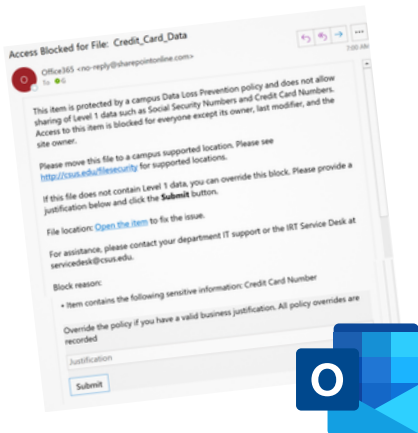 Access Blocked for File: Credit_Card_Data
Office365 <no-reply@sharepointonline.com>
To
7:00 AM
This item is protected by a campus Data Loss Prevention policy and does not allow
sharing of Level 1 data such as Social Security Numbers and Credit Card Numbers.
Access to this item is blocked for everyone except its owner, last modifier, and the
site owner.
Please move this file to a campus supported location. Please see
http://csus.edu/filesecurity for supported locations.
If this file does not contain Level 1 data, you can override this block. Please provide a
justification below and click the Submit button.
File location: Open the item to fix the issue.
For assistance, please contact your department IT support or the IRT Service Desk at
servicedesk@csus.edu.
Block reason:
• Item contains the following sensitive information: Credit Card Number
Override the policy if you have a valid business justification. All policy overrides are
recorded
Justification
Submit
O